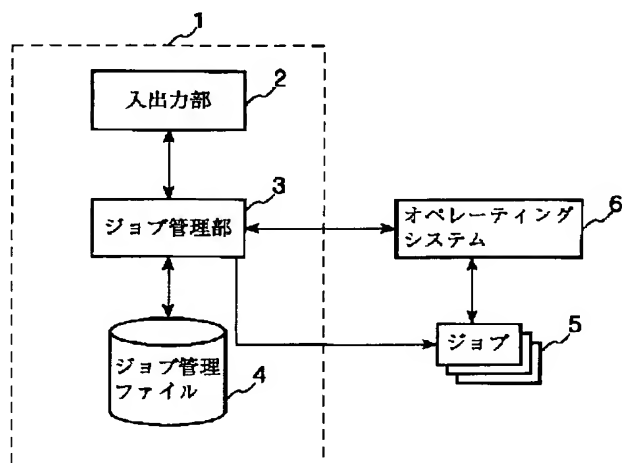 1
入出力部
2
ジョブ管理部
3
オペレーティング
システム
6
ジョブ管理
ファイル
4
ジョブ
5